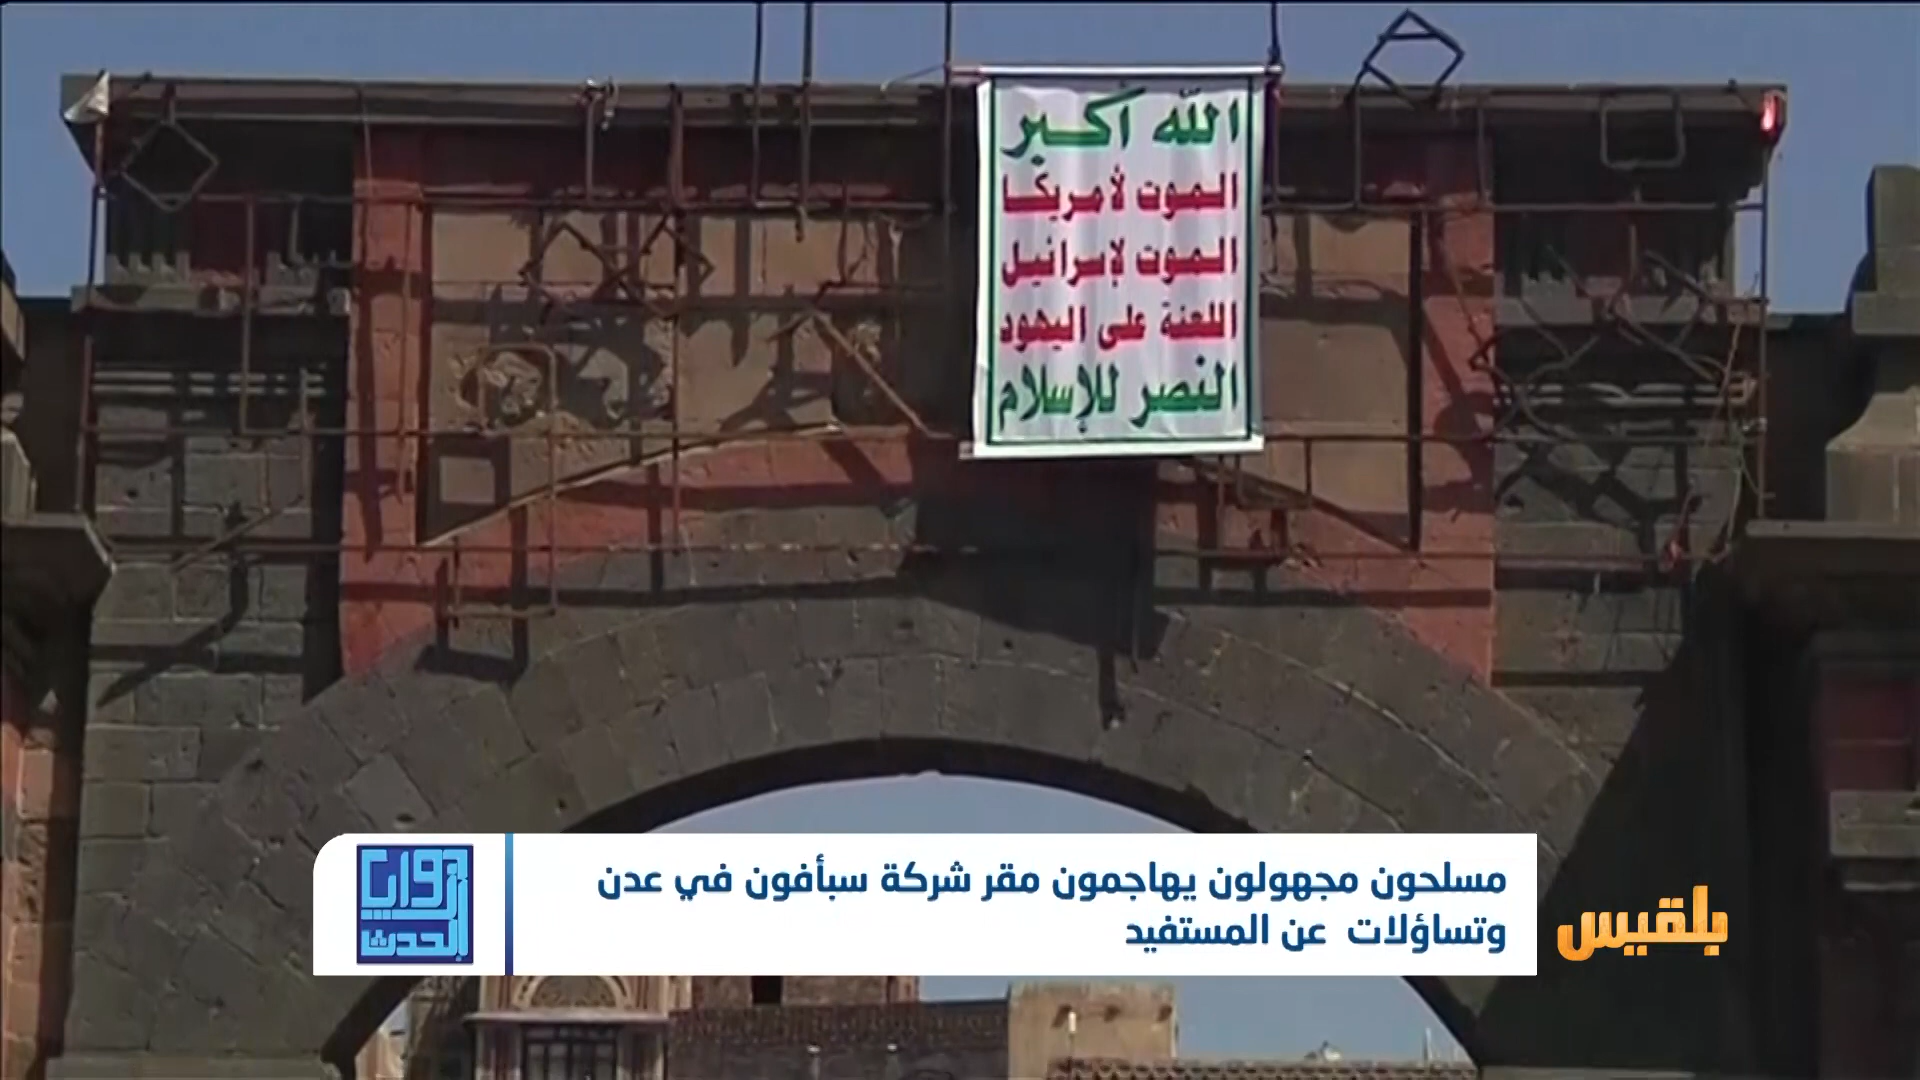 الله أكبر
الموت لأمريكا
الموت لإسرائيل
اللعنة على اليهود
النصر للإسلام
مسلحون مجهولون يهاجمون مقر شركة سبأفون في عدن
وتساؤلات عن المستفيد
زوايا
الحدث
بلقيس